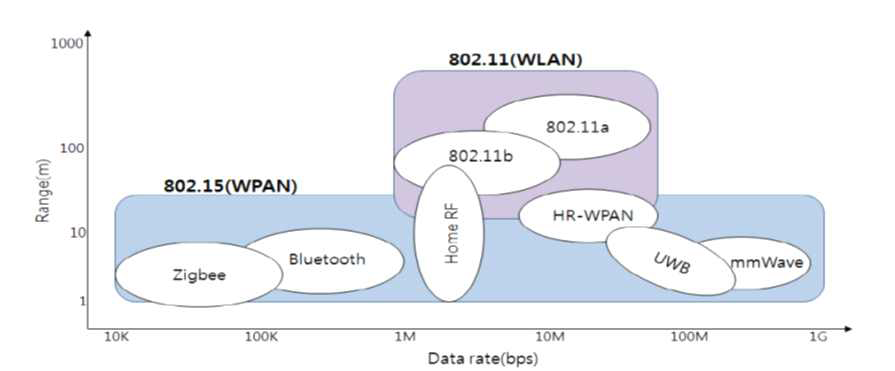 1000
802.11(WLAN)
802.11a
100
802.11b
802.15(WPAN)
Range(m)
HR-WPAN
10
Home RF
Bluetooth
UWB
mmWave
Zigbee
1
10K 100K 1M 10M 100M 1G
Data rate(bps)